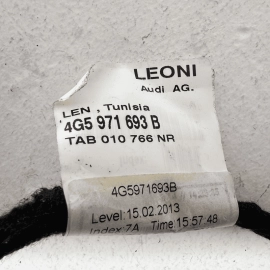 LEONI
Audi AG.
LEN , Tunisia
4G5 971 693 B
TAB 010 766 NR
4G5971693B
Level:15.02.2013
Index 7A Time:15:57:48